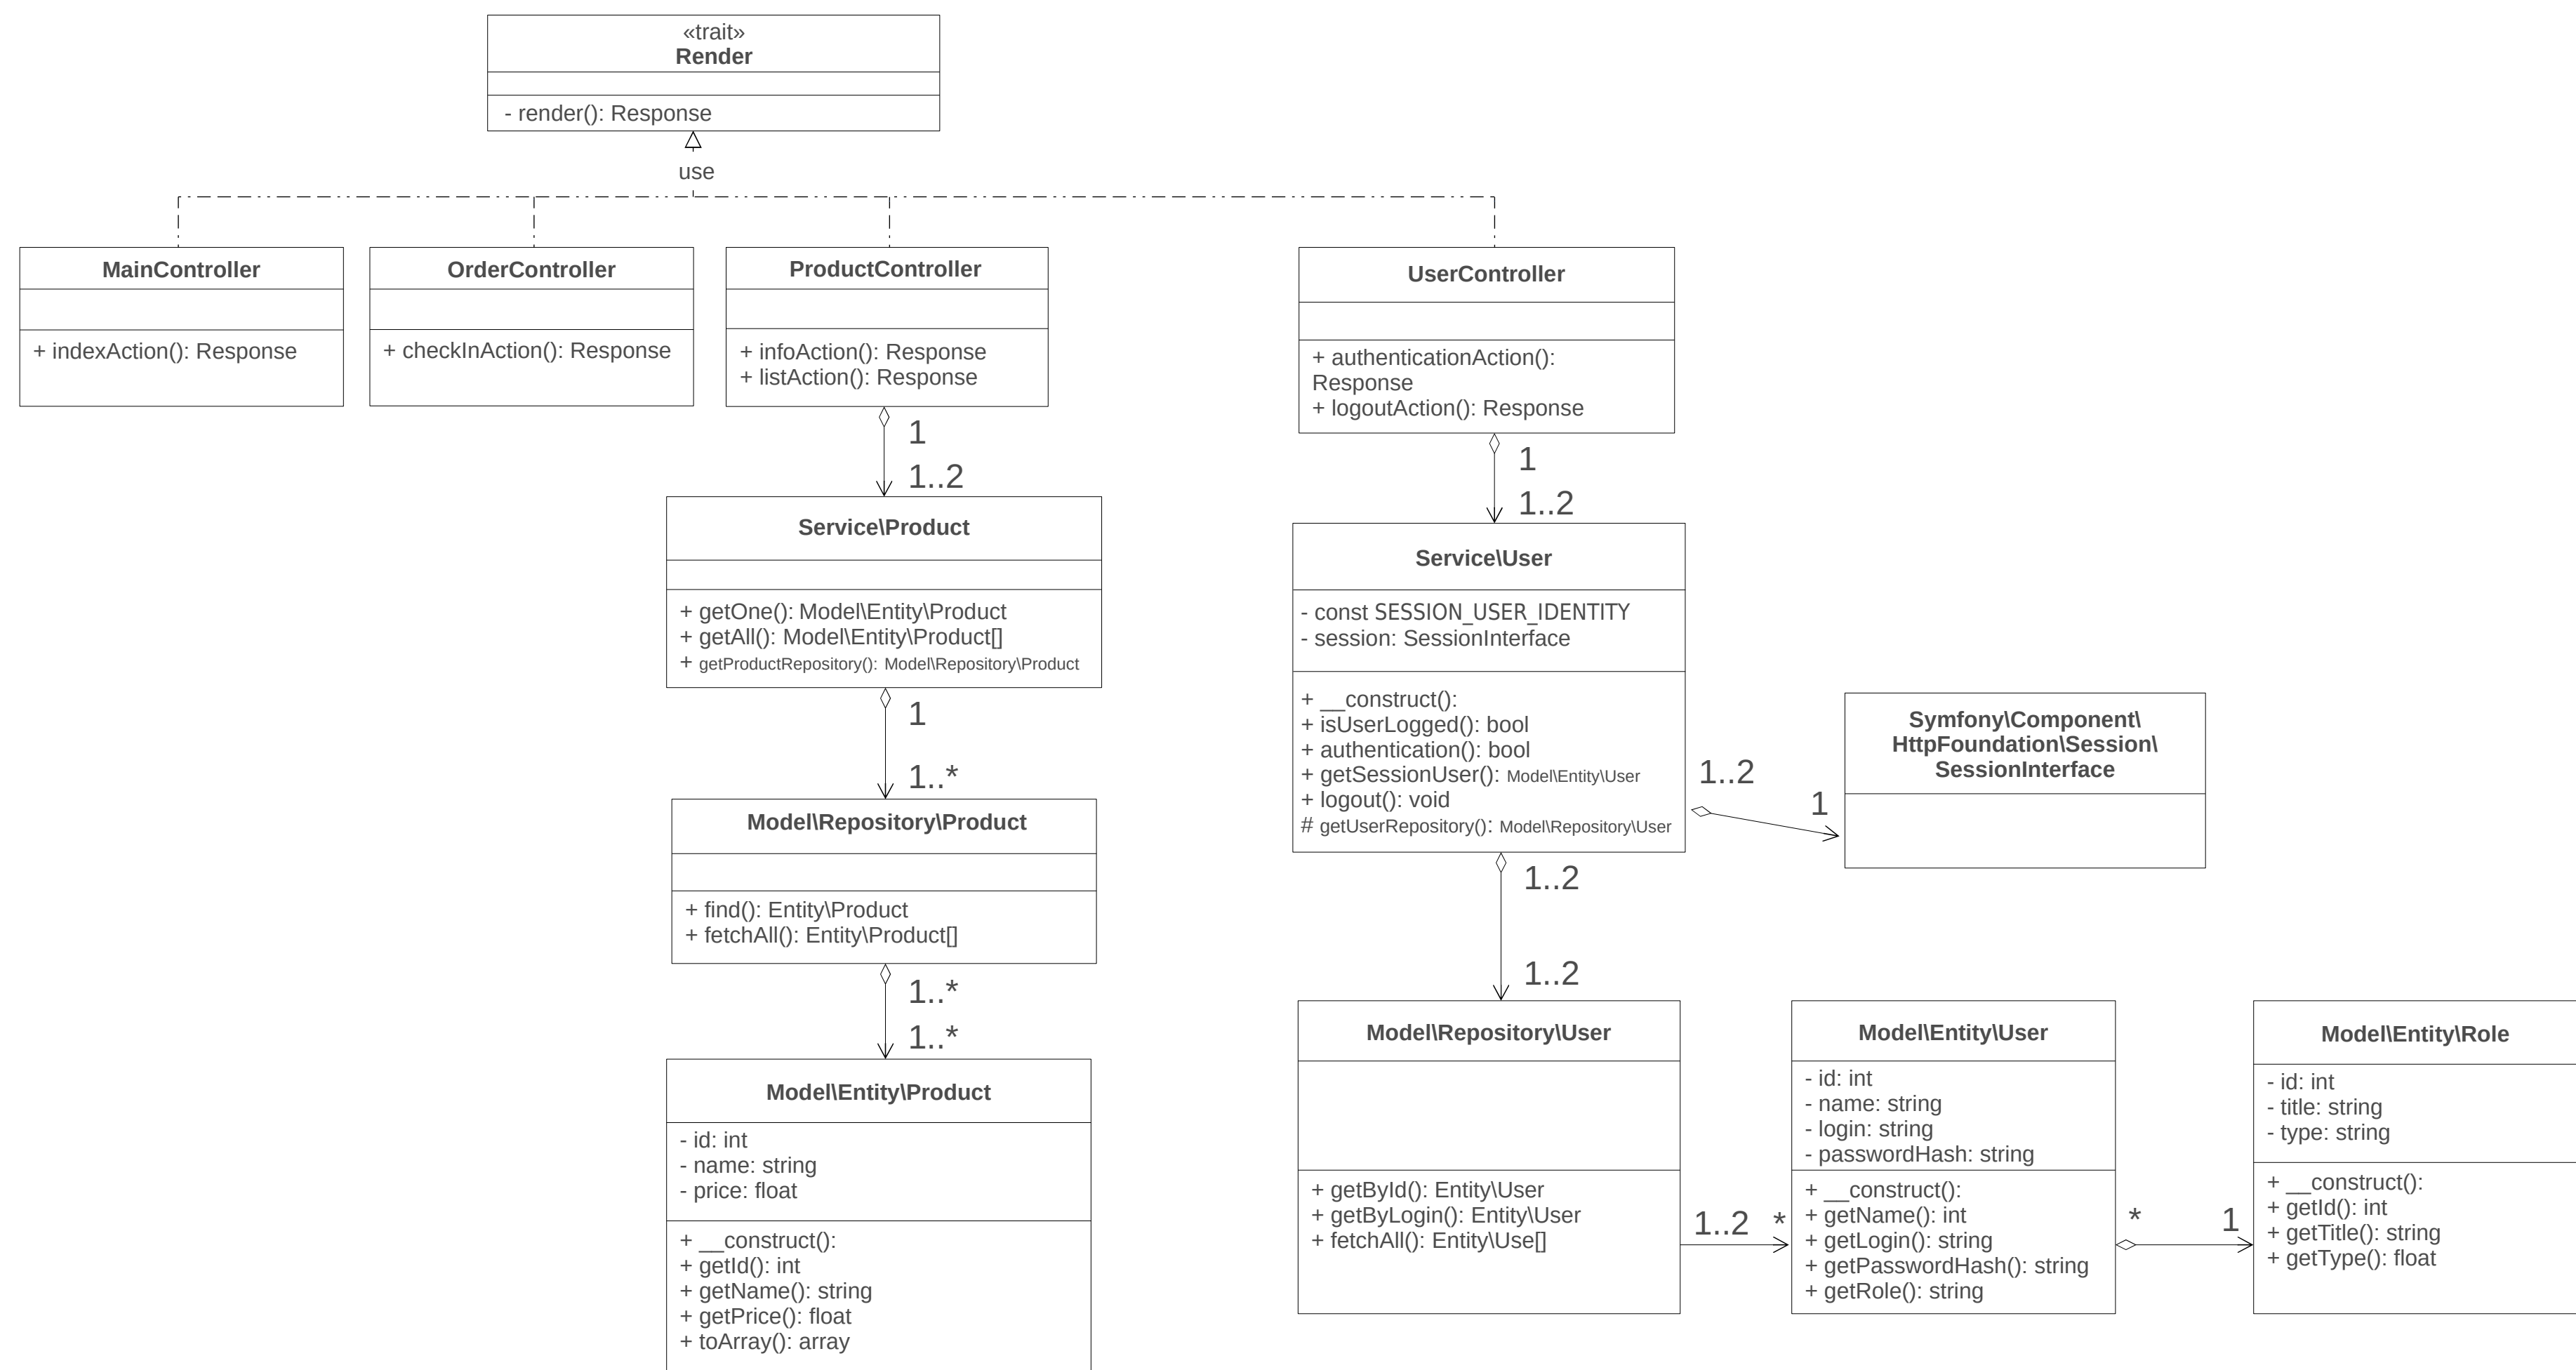 «trait»
Render
- render(): Response
use
MainController
+ indexAction(): Response
OrderController
+ checkInAction(): Response
ProductController
+ infoAction(): Response
+ listAction(): Response
UserController
+ authenticationAction():
Response
+ logoutAction(): Response
1
1..2
1
1..2
Service\Product
+ getOne(): Model\Entity\Product
+ getAll(): Model\Entity\Product[]
+ getProductRepository(): Model\Repository\Product
Service\User
- const SESSION_USER_IDENTITY
- session: SessionInterface
+ __construct():
+ isUserLogged(): bool
+ authentication(): bool
+ getSessionUser(): Model\Entity\User
+ logout(): void
# getUserRepository(): Model\Repository\User
1..2
1
Symfony\Component\
HttpFoundation\Session\
SessionInterface
1
1..*
Model\Repository\Product
+ find(): Entity\Product
+ fetchAll(): Entity\Product[]
1..*
1..*
Model\Entity\Product
- id: int
- name: string
- price: float
+ __construct():
+ getId(): int
+ getName(): string
+ getPrice(): float
+ toArray(): array
1..2
1..2
Model\Repository\User
+ getById(): Entity\User
+ getByLogin(): Entity\User
+ fetchAll(): Entity\Use[]
1..2 *
Model\Entity\User
- id: int
- name: string
- login: string
- passwordHash: string
+ __construct():
+ getName(): int
+ getLogin(): string
+ getPasswordHash(): string
+ getRole(): string
* 1
Model\Entity\Role
- id: int
- title: string
- type: string
+ __construct():
+ getId(): int
+ getTitle(): string
+ getType(): float